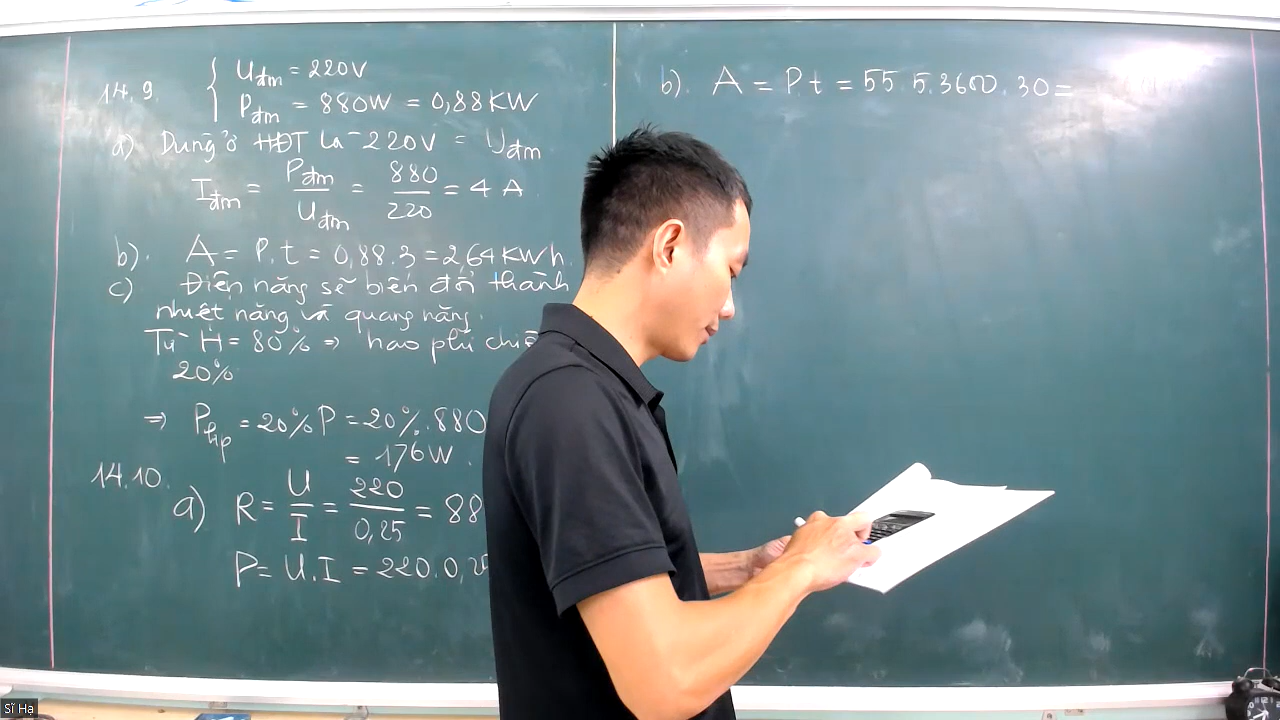 14.9. { Uđm = 220V
Pđm = 880W = 0,88KW
a) Dùng ở HĐT là 220V = Uđm
Iđm = Pđm / Uđm = 880 / 220 = 4 A
b). A = P.t = 0,88.3 = 2,64KWh.
c) Điện năng sẽ biến đổi thành
nhiệt năng và quang năng.
Từ H = 80% => hao phí
20%
=> Php = 20%P = 20%.880
= 176W.
14.10.
a) R = U / I = 220 / 0,25 = 88
P = U.I = 220.0,2
b). A = Pt = 55.5.3600.30 =
Sĩ Ha